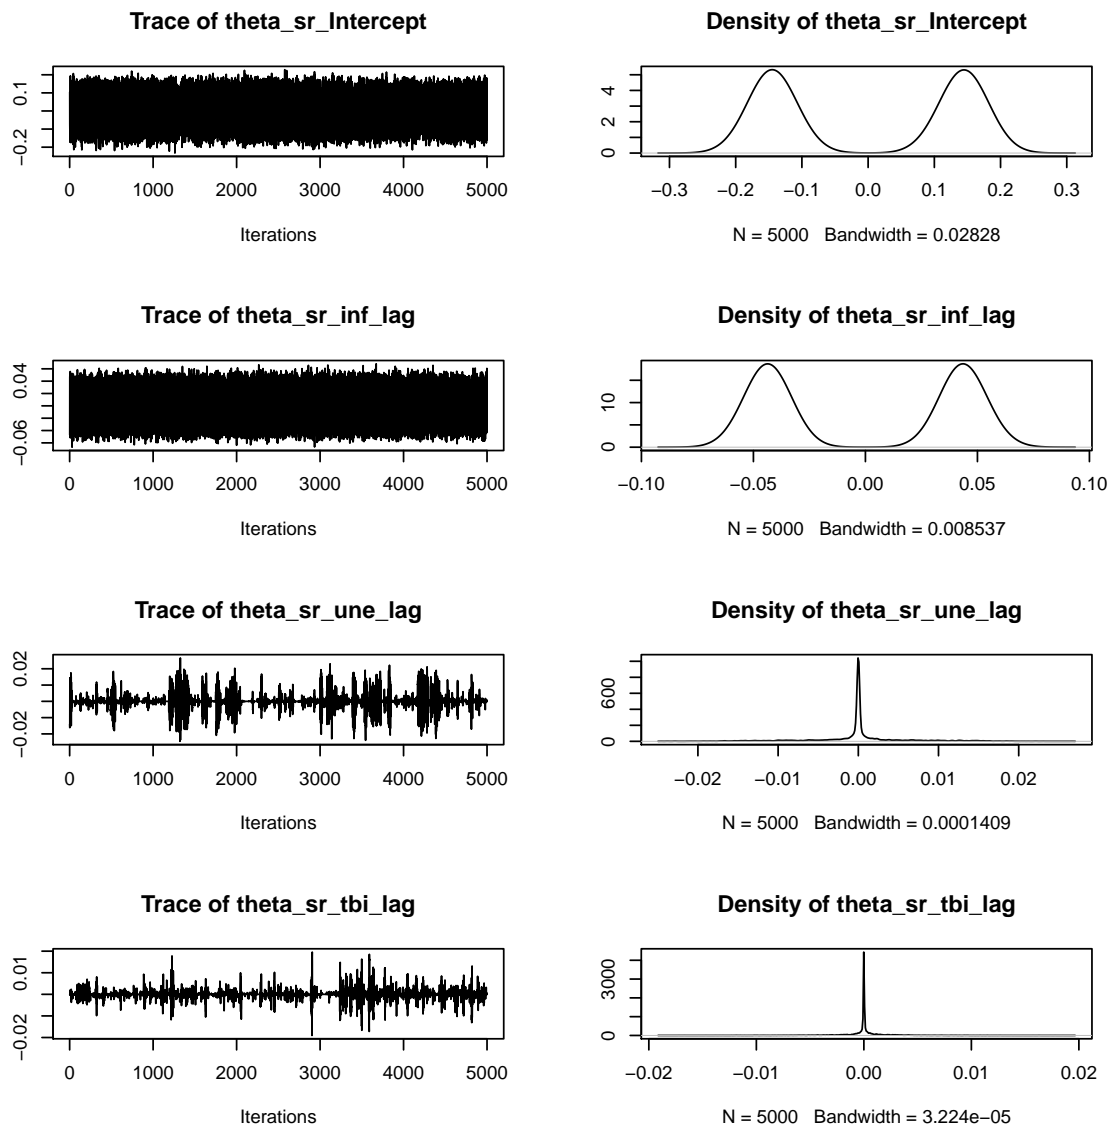 Trace of theta_sr_Intercept
0.1
−0.2
0 1000 2000 3000 4000 5000
Iterations
Density of theta_sr_Intercept
4
2
0
−0.3 −0.2 −0.1 0.0 0.1 0.2 0.3
N = 5000 Bandwidth = 0.02828
Trace of theta_sr_inf_lag
0.04
−0.06
0 1000 2000 3000 4000 5000
Iterations
Density of theta_sr_inf_lag
10
0
−0.10 −0.05 0.00 0.05 0.10
N = 5000 Bandwidth = 0.008537
Trace of theta_sr_une_lag
0.02
−0.02
0 1000 2000 3000 4000 5000
Iterations
Density of theta_sr_une_lag
600
0
−0.02 −0.01 0.00 0.01 0.02
N = 5000 Bandwidth = 0.0001409
Trace of theta_sr_tbi_lag
0.01
−0.02
0 1000 2000 3000 4000 5000
Iterations
Density of theta_sr_tbi_lag
3000
0
−0.02 −0.01 0.00 0.01 0.02
N = 5000 Bandwidth = 3.224e−05